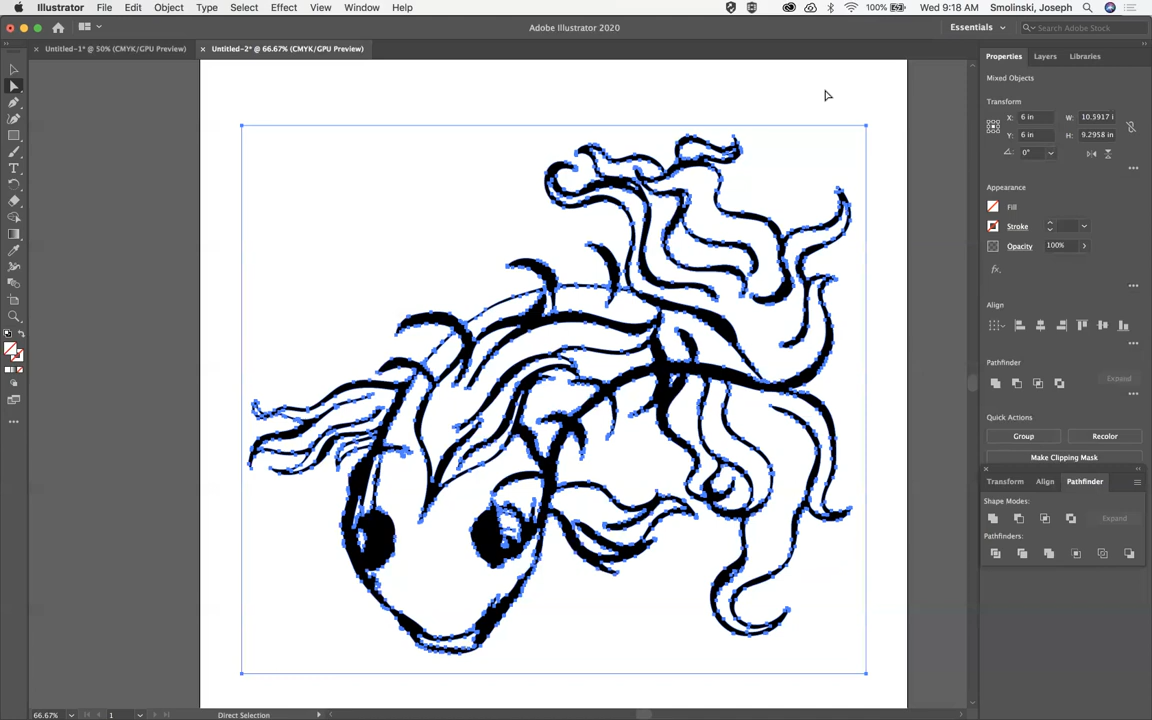 Illustrator File Edit Object Type Select Effect View Window Help 100% Wed 9:18 AM Smolinski, Joseph
Adobe Illustrator 2020 Essentials Search Adobe Stock
× Untitled-1* @ 50% (CMYK/GPU Preview) × Untitled-2* @ 66.67% (CMYK/GPU Preview)
Properties Layers Libraries
Mixed Objects
Transform
X: 6 in W: 10.5917 i
Y: 6 in H: 9.2958 in
0°
Appearance
Fill
Stroke
Opacity 100%
fx.
Align
Pathfinder
Expand
Quick Actions
Group Recolor
Make Clipping Mask
Transform Align Pathfinder
Shape Modes:
Expand
Pathfinders:
66.67% 1 Direct Selection